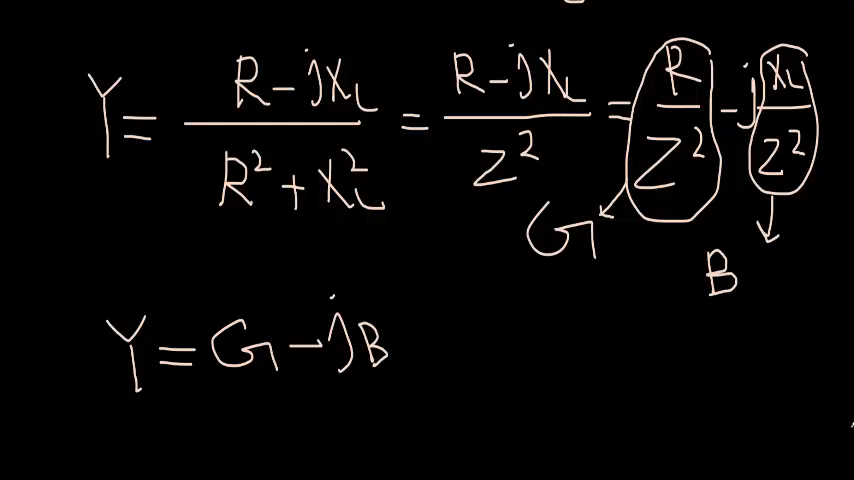 Y = (R - jX_L)/(R² + X_L²) = (R - jX_L)/Z² = R/Z² - j X_L/Z²
G
B
Y = G - jB